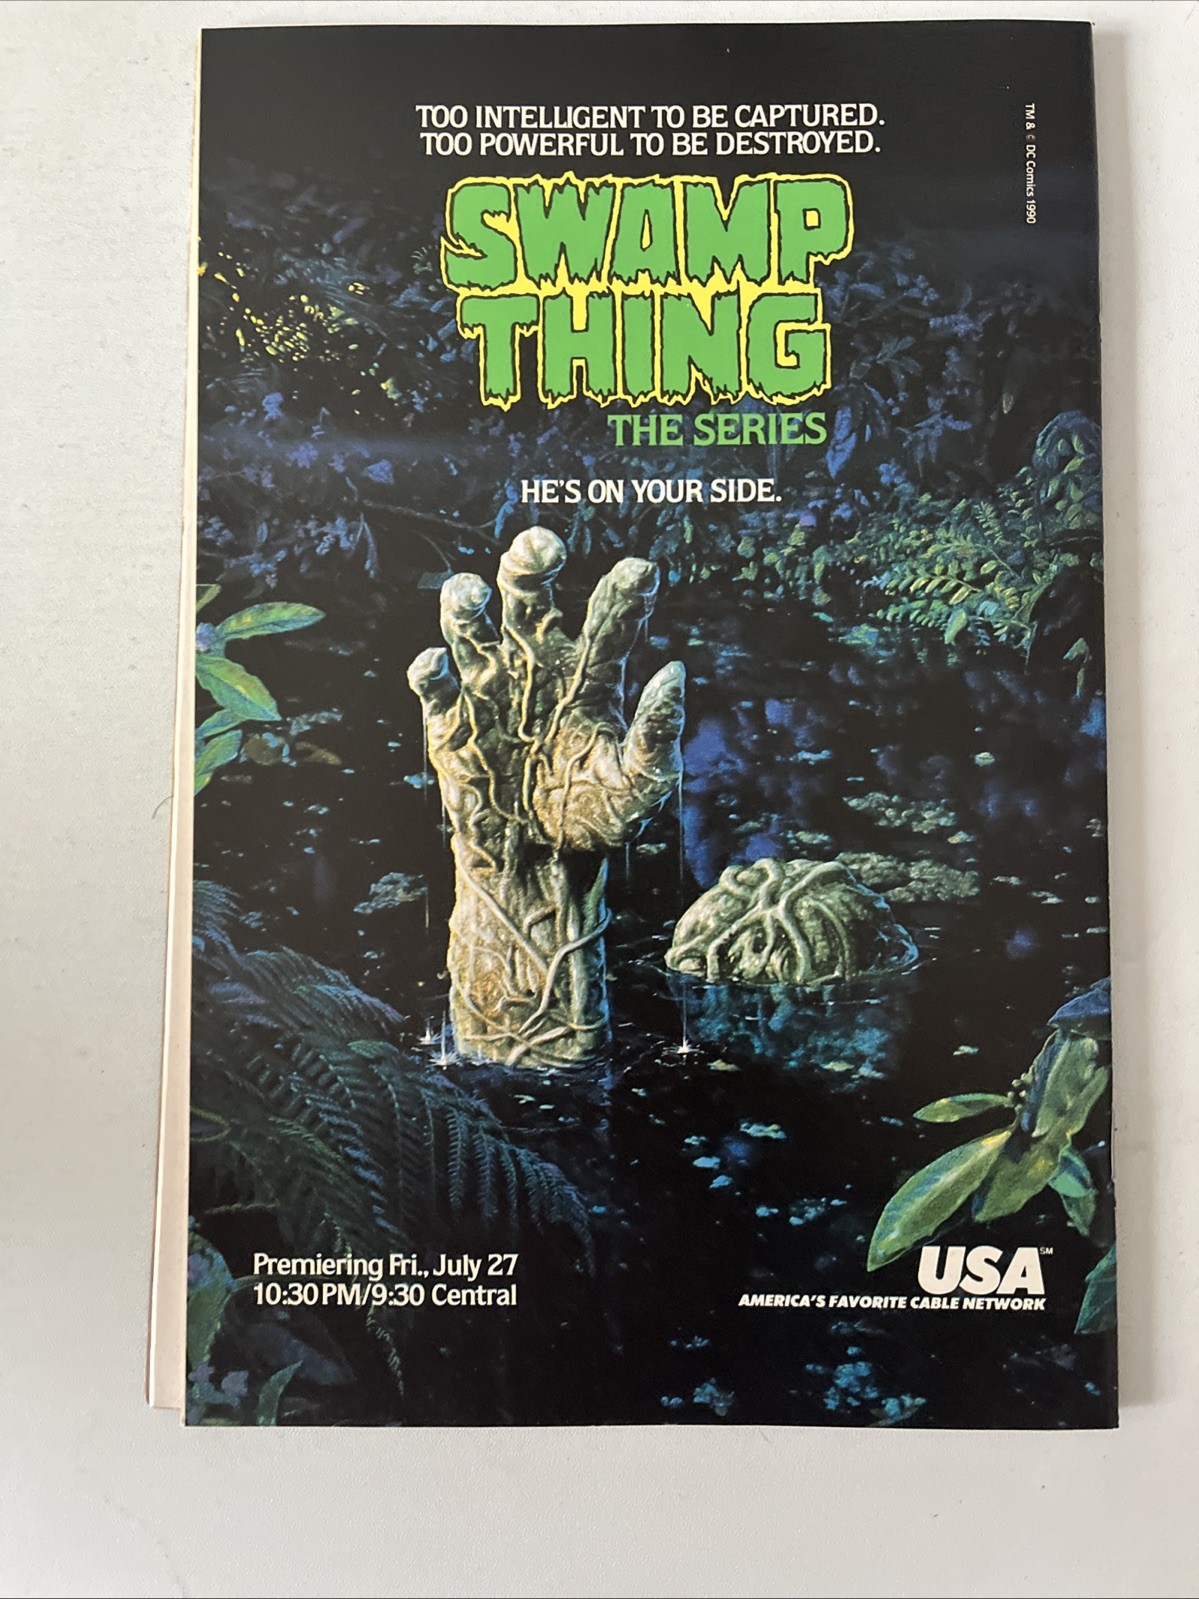 TOO INTELLIGENT TO BE CAPTURED.
TOO POWERFUL TO BE DESTROYED.
TM & © DC Comics 1990
SWAMP
THING
THE SERIES
HE'S ON YOUR SIDE.
Premiering Fri., July 27
10:30 PM/9:30 Central
USA SM
AMERICA'S FAVORITE CABLE NETWORK